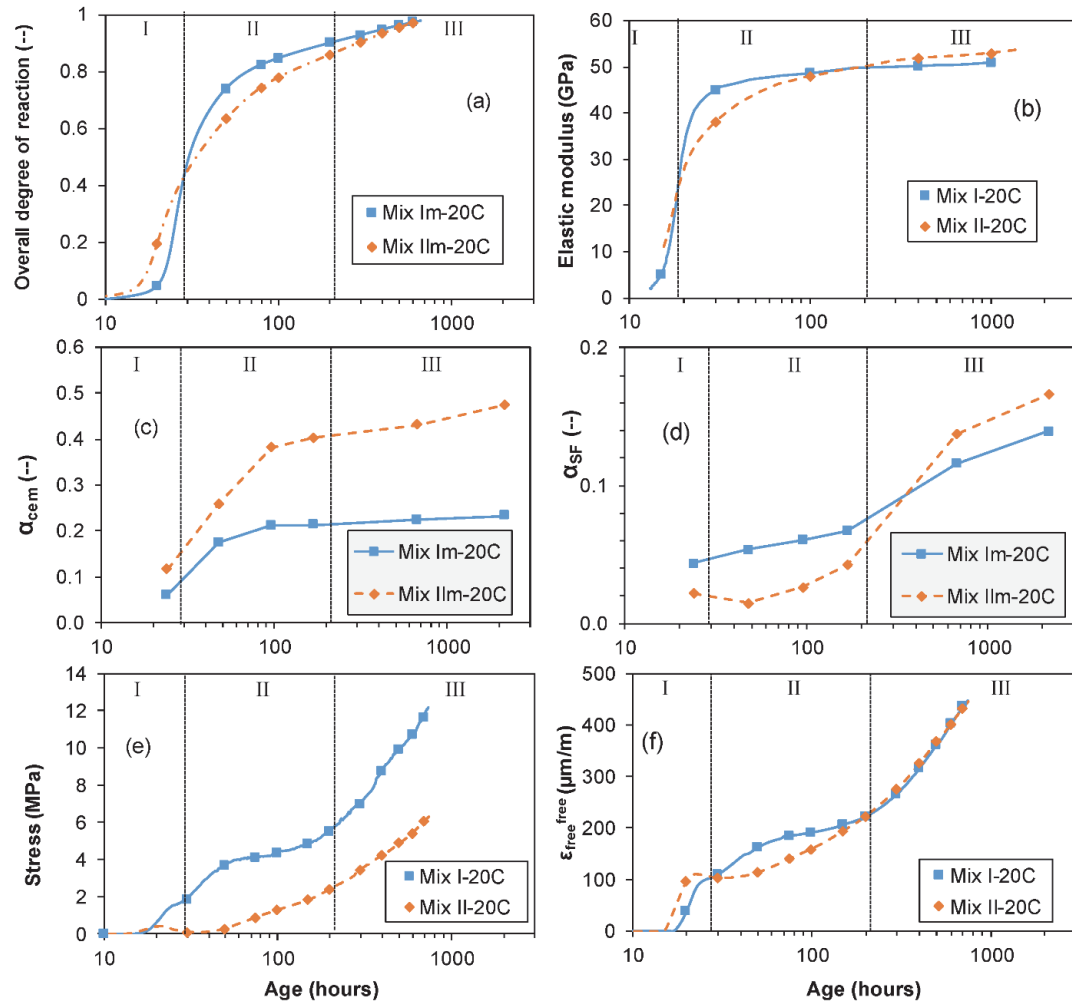 I II III
Overall degree of reaction (--)
1
0.8
0.6
0.4
0.2
0
(a)
Mix Im-20C
Mix IIm-20C
10 100 1000
I II III
Elastic modulus (GPa)
60
50
40
30
20
10
0
(b)
Mix I-20C
Mix II-20C
10 100 1000
I II III
αcem (--)
0.6
0.5
0.4
0.3
0.2
0.1
0.0
(c)
Mix Im-20C
Mix IIm-20C
10 100 1000
I II III
αSF (--)
0.2
0.1
0.0
(d)
Mix Im-20C
Mix IIm-20C
10 100 1000
I II III
Stress (MPa)
14
12
10
8
6
4
2
0
(e)
Mix I-20C
Mix II-20C
10 100 1000
Age (hours)
I II III
εfree^free (μm/m)
500
400
300
200
100
0
(f)
Mix I-20C
Mix II-20C
10 100 1000
Age (hours)